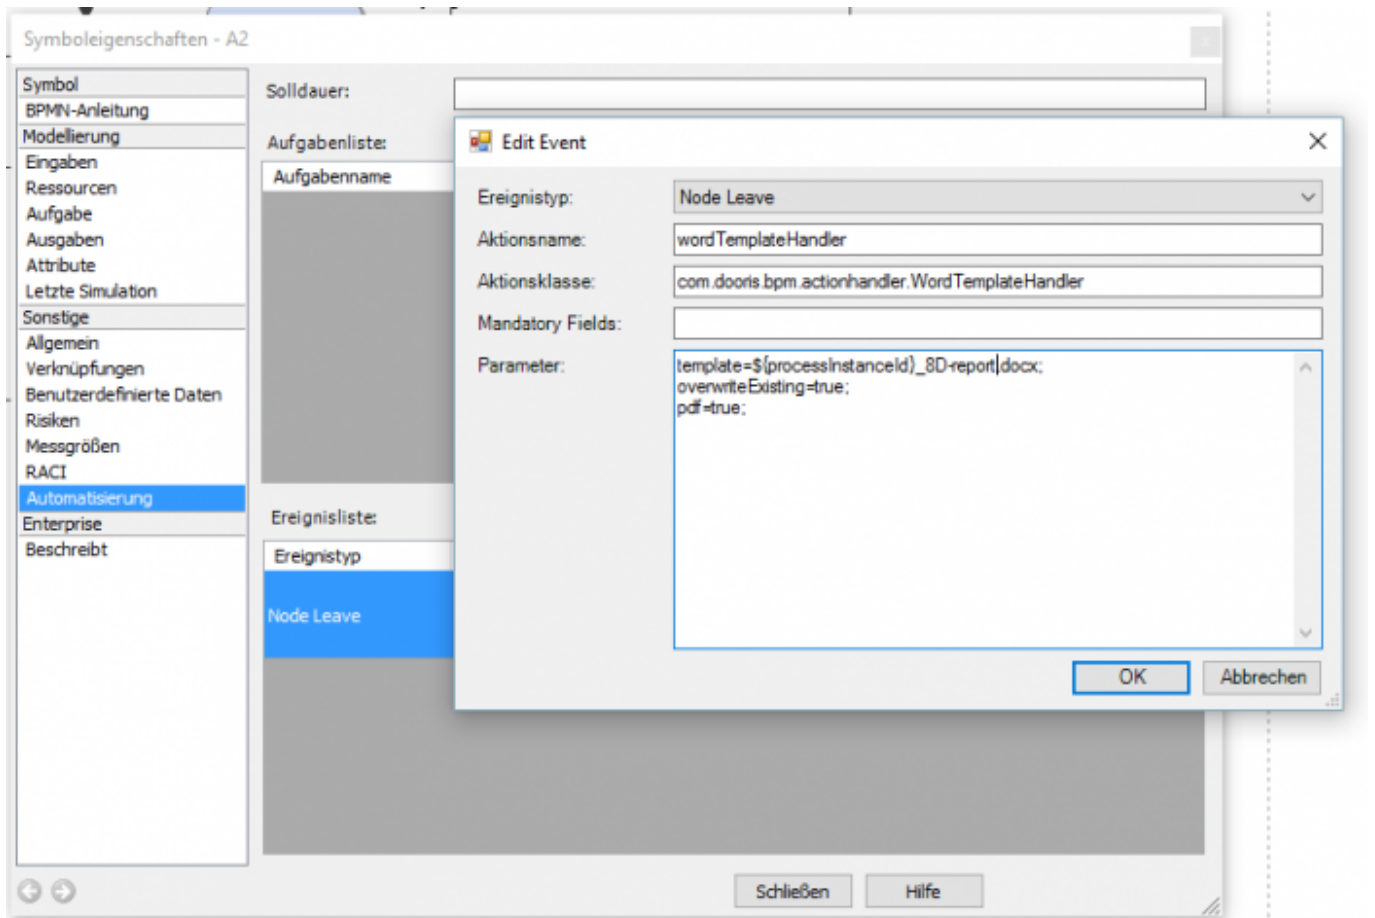 Symboleigenschaften - A2
Symbol
BPMN-Anleitung
Modellierung
Eingaben
Ressourcen
Aufgabe
Ausgaben
Attribute
Letzte Simulation
Sonstige
Allgemein
Verknüpfungen
Benutzerdefinierte Daten
Risiken
Messgrößen
RACI
Automatisierung
Enterprise
Beschreibt
Solldauer:
Aufgabenliste:
Aufgabenname
Ereignisliste:
Ereignistyp
Node Leave
Edit Event
Ereignistyp: Node Leave
Aktionsname: wordTemplateHandler
Aktionsklasse: com.dooris.bpm.actionhandler.WordTemplateHandler
Mandatory Fields:
Parameter: template=${processInstanceId}_8D-report.docx;
overwriteExisting=true;
pdf=true;
OK Abbrechen
Schließen Hilfe